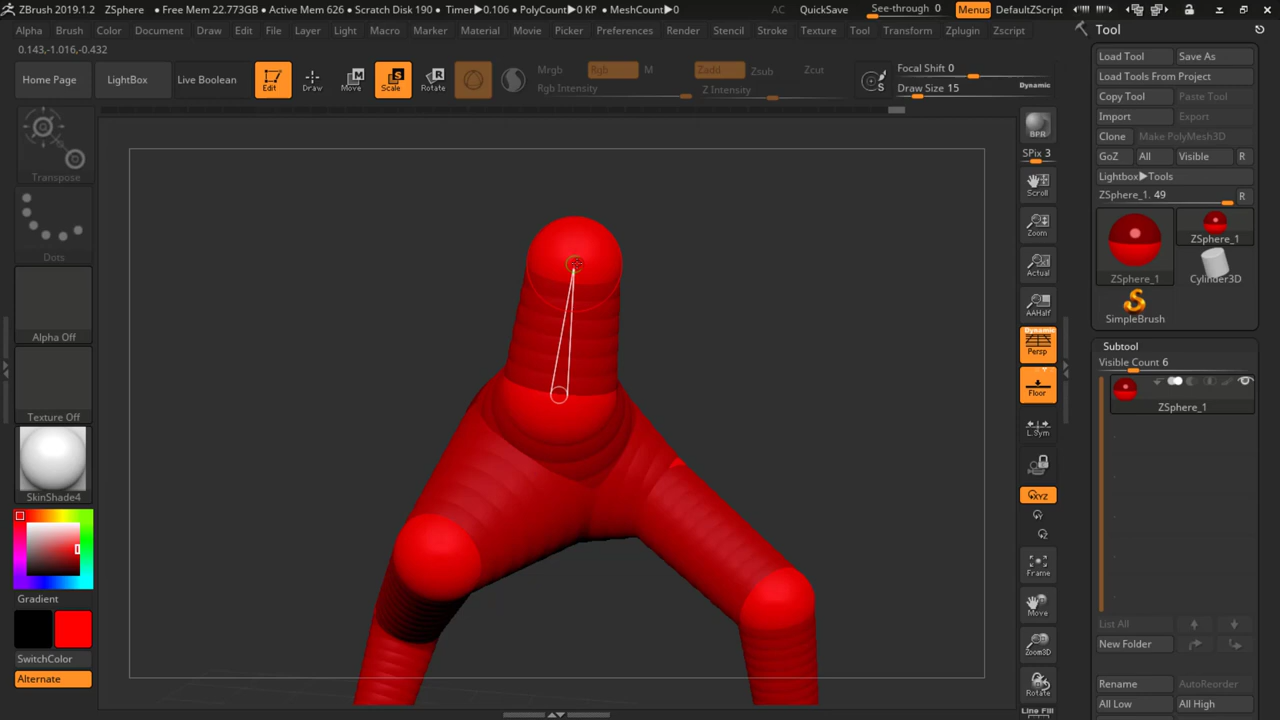 ZBrush 2019.1.2 ZSphere • Free Mem 22.773GB • Active Mem 626 • Scratch Disk 190 • Timer▶0.106 • PolyCount▶0 • MeshCount▶0 AC QuickSave See-through 0 Menus DefaultZScript
Alpha Brush Color Document Draw Edit File Layer Light Macro Marker Material Movie Picker Preferences Render Stencil Stroke Texture Tool Transform Zplugin Zscript
Tool
0.143,-1.016,-0.432
Load Tool Save As
Load Tools From Project
Copy Tool Paste Tool
Import Export
Clone Make PolyMesh3D
GoZ All Visible R
Lightbox▶Tools
ZSphere_1. 49 R
Home Page LightBox Live Boolean Edit Draw Move Scale Rotate
Mrgb Rgb M Zadd Zsub Zcut
Rgb Intensity Z Intensity
Focal Shift 0
Draw Size 15 Dynamic
S
Transpose
Dots
Alpha Off
Texture Off
SkinShade4
Gradient
SwitchColor
Alternate
BPR
SPix 3
Scroll
Zoom
Actual
AAHalf
Dynamic
Persp
Floor
L.Sym
XYZ
Y
Z
Frame
Move
Zoom3D
Rotate
Line Fill
ZSphere_1
ZSphere_1
Cylinder3D
SimpleBrush
Subtool
Visible Count 6
ZSphere_1
List All
New Folder
Rename AutoReorder
All Low All High